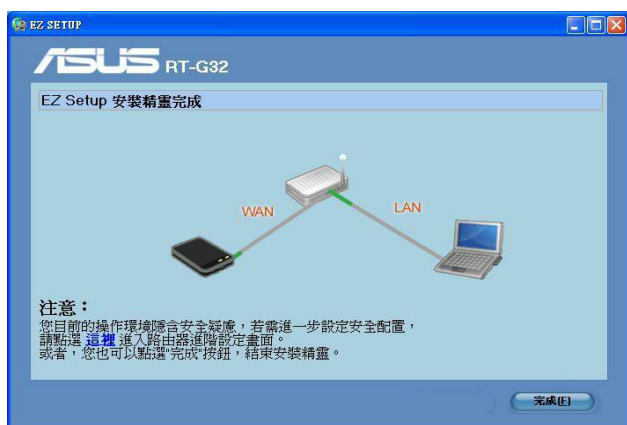 EZ SETUP
ASUS RT-G32
EZ Setup 安裝精靈完成
WAN
LAN
注意：
您目前的操作環境隱含安全疑慮，若需進一步設定安全配置，
請點選 這裡 進入路由器進階設定畫面。
或者，您也可以點選"完成"按鈕，結束安裝精靈。
完成(F)